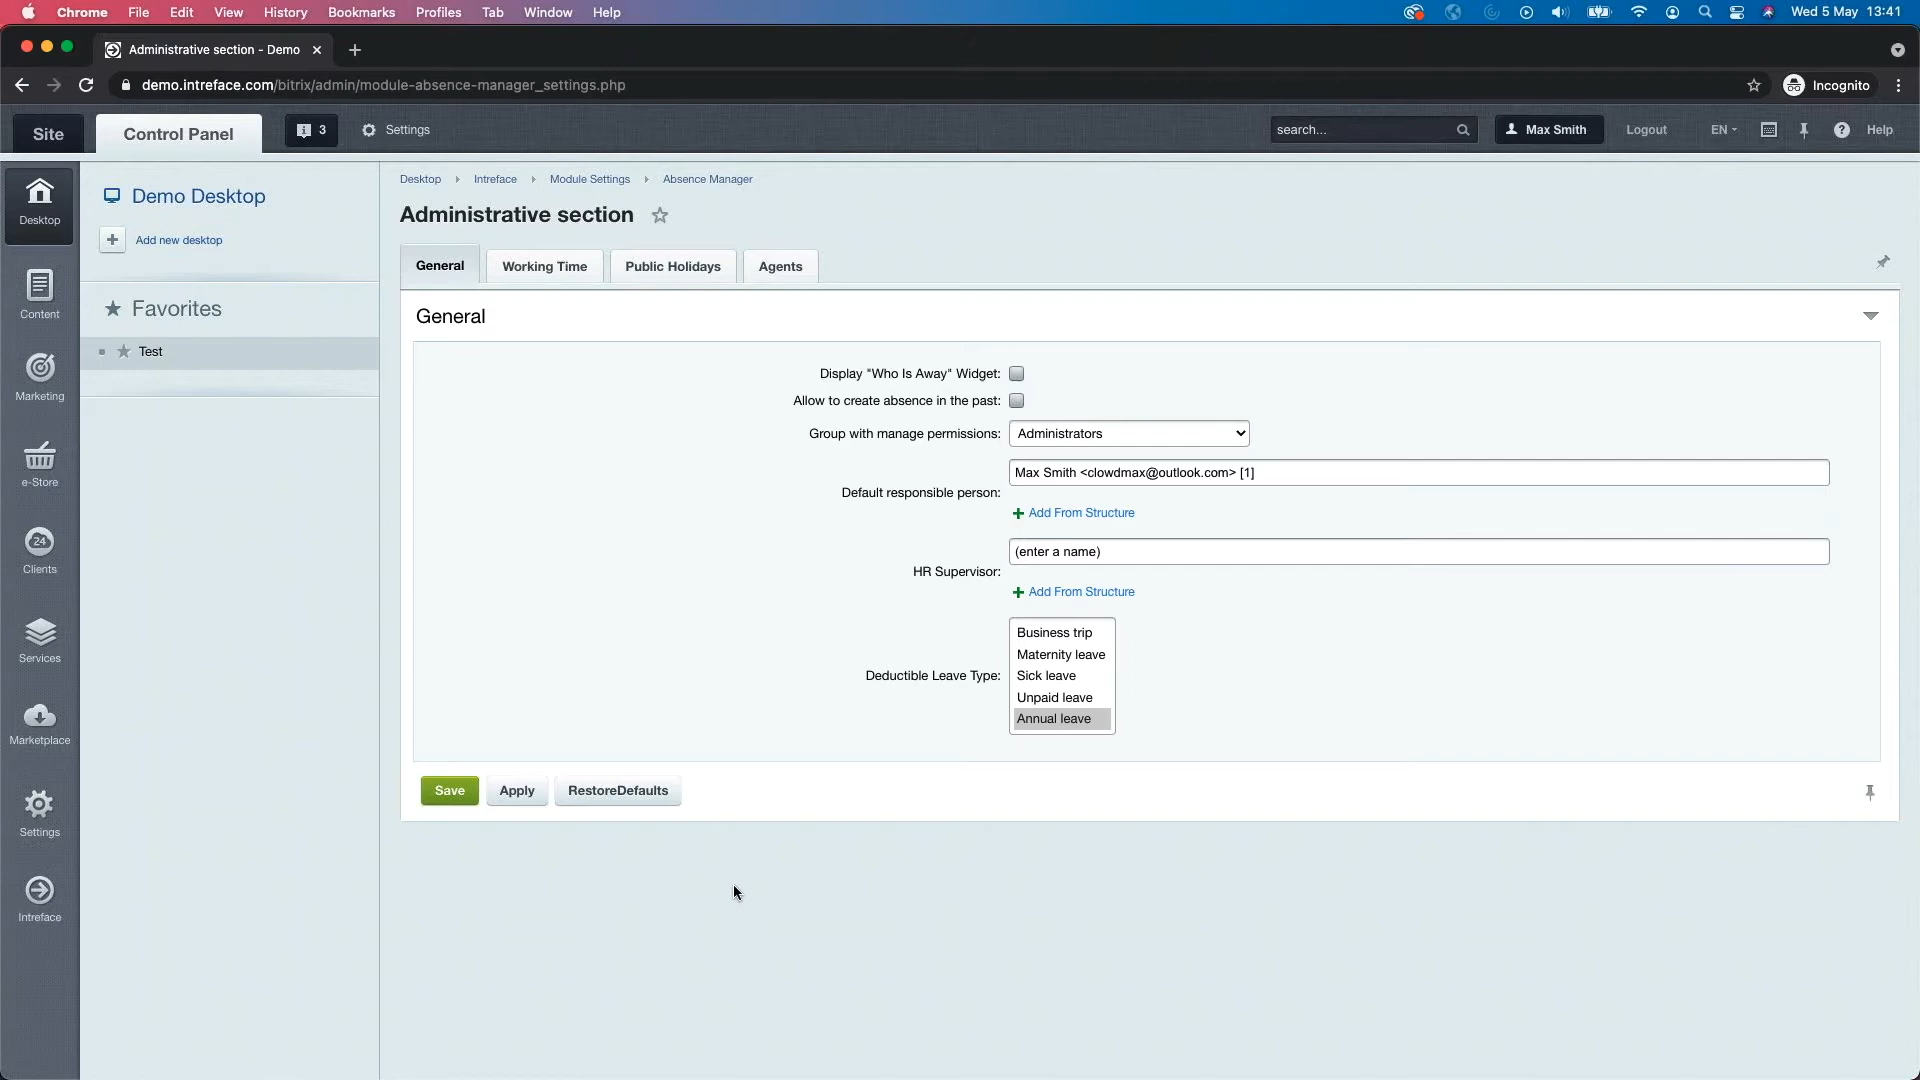 Chrome File Edit View History Bookmarks Profiles Tab Window Help Wed 5 May 13:41
Administrative section - Demo
demo.intreface.com/bitrix/admin/module-absence-manager_settings.php Incognito
Site Control Panel 3 Settings search... Max Smith Logout EN Help
Desktop
Content
Marketing
e-Store
24
Clients
Services
Marketplace
Settings
Intreface
Demo Desktop
Add new desktop
Favorites
Test
Desktop Intreface Module Settings Absence Manager
Administrative section
General Working Time Public Holidays Agents
General
Display "Who Is Away" Widget:
Allow to create absence in the past:
Group with manage permissions: Administrators
Max Smith <clowdmax@outlook.com> [1]
Default responsible person:
Add From Structure
(enter a name)
HR Supervisor:
Add From Structure
Business trip
Maternity leave
Deductible Leave Type: Sick leave
Unpaid leave
Annual leave
Save Apply RestoreDefaults